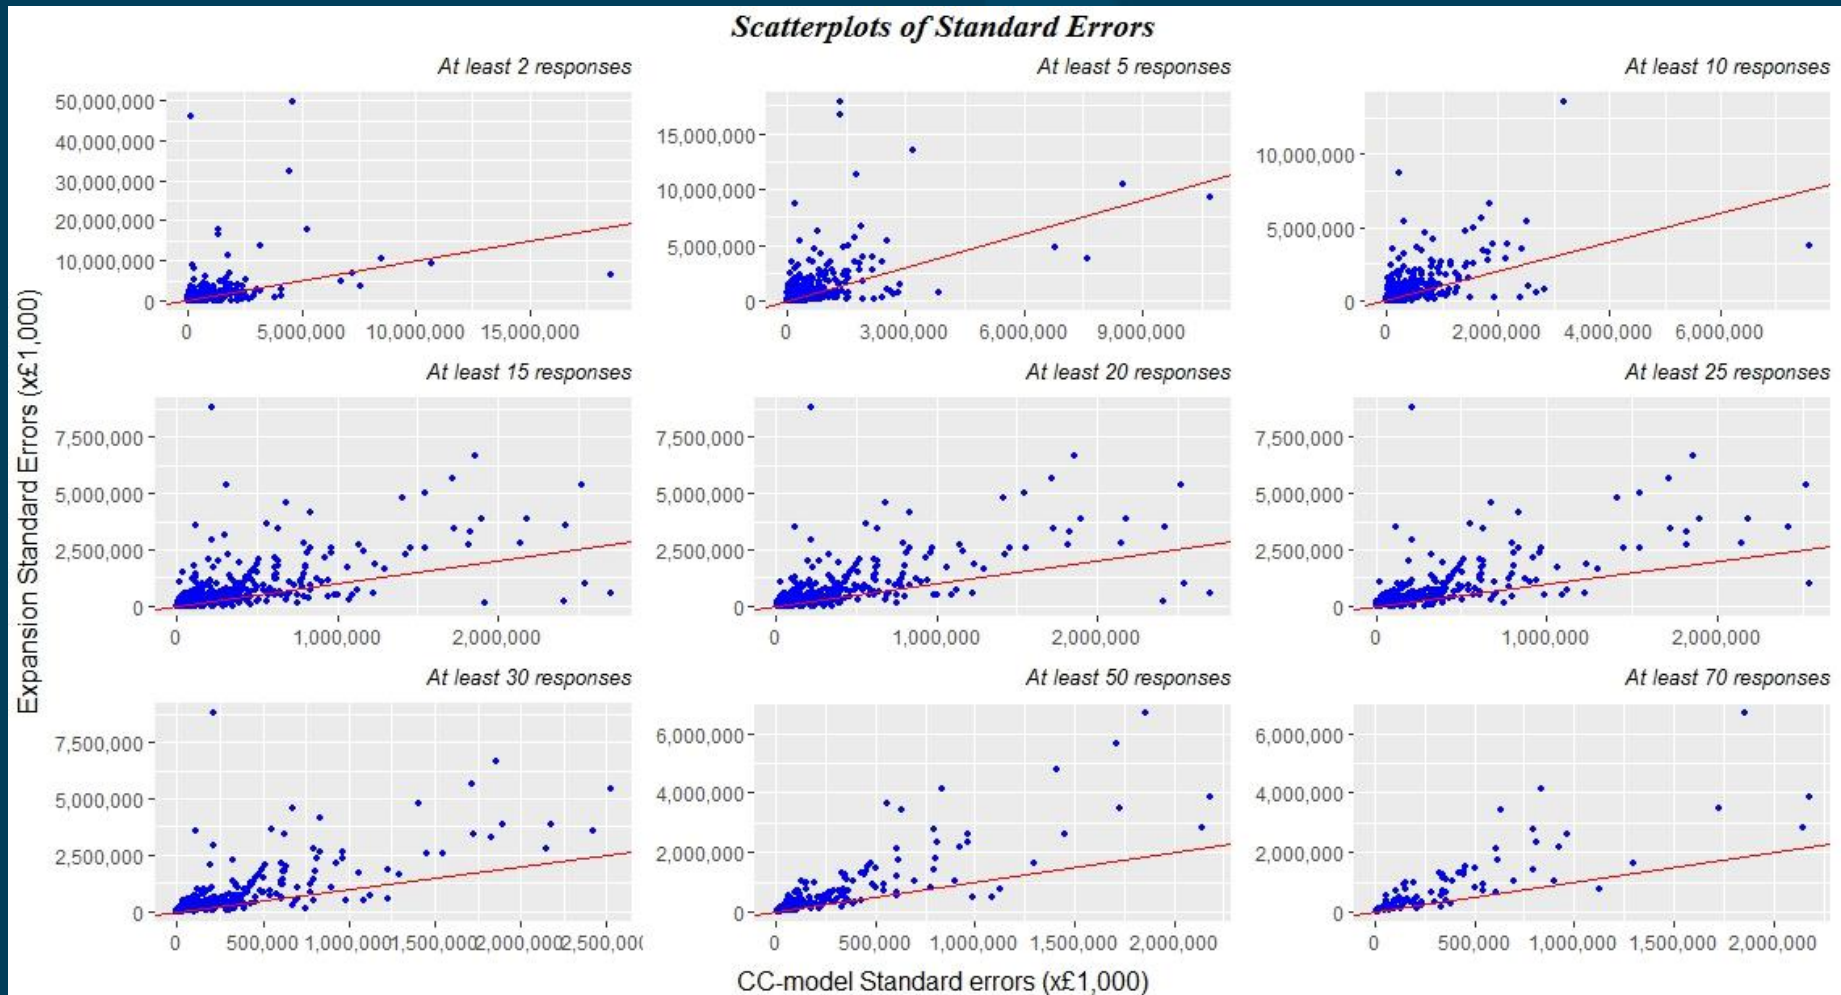 Scatterplots of Standard Errors
At least 2 responses
At least 5 responses
At least 10 responses
50,000,000
40,000,000
30,000,000
20,000,000
10,000,000
0
0 5,000,000 10,000,000 15,000,000
15,000,000
10,000,000
5,000,000
0
0 3,000,000 6,000,000 9,000,000
10,000,000
5,000,000
0
0 2,000,000 4,000,000 6,000,000
At least 15 responses
At least 20 responses
At least 25 responses
7,500,000
5,000,000
2,500,000
0
0 1,000,000 2,000,000
7,500,000
5,000,000
2,500,000
0
0 1,000,000 2,000,000
7,500,000
5,000,000
2,500,000
0
0 1,000,000 2,000,000
At least 30 responses
At least 50 responses
At least 70 responses
7,500,000
5,000,000
2,500,000
0
0 500,000 1,000,000 1,500,000 2,000,000 2,500,000
6,000,000
4,000,000
2,000,000
0
0 500,000 1,000,000 1,500,000 2,000,000
6,000,000
4,000,000
2,000,000
0
0 500,000 1,000,000 1,500,000 2,000,000
Expansion Standard Errors (x£1,000)
CC-model Standard errors (x£1,000)